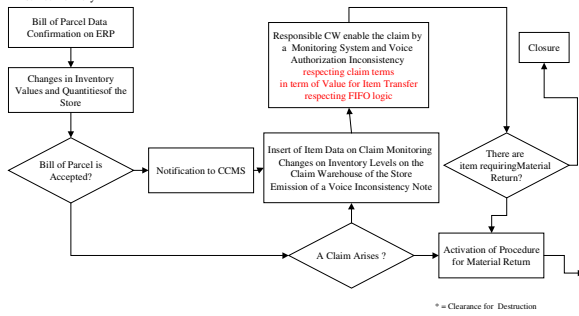 Bill of Parcel Data
Confirmation on ERP
Changes in Inventory
Values and Quantitiesof the
Store
Bill of Parcel is
Accepted?
Notification to CCMS
Responsible CW enable the claim by
a Monitoring System and Voice
Authorization Inconsistency
respecting claim terms
in term of Value for Item Transfer
respecting FIFO logic
Insert of Item Data on Claim Monitoring
Changes on Inventory Levels on the
Claim Warehouse of the Store
Emission of a Voice Inconsistency Note
A Claim Arises ?
Closure
There are
item requiringMaterial
Return?
Activation of Procedure
for Material Return
* = Clearance for Destruction